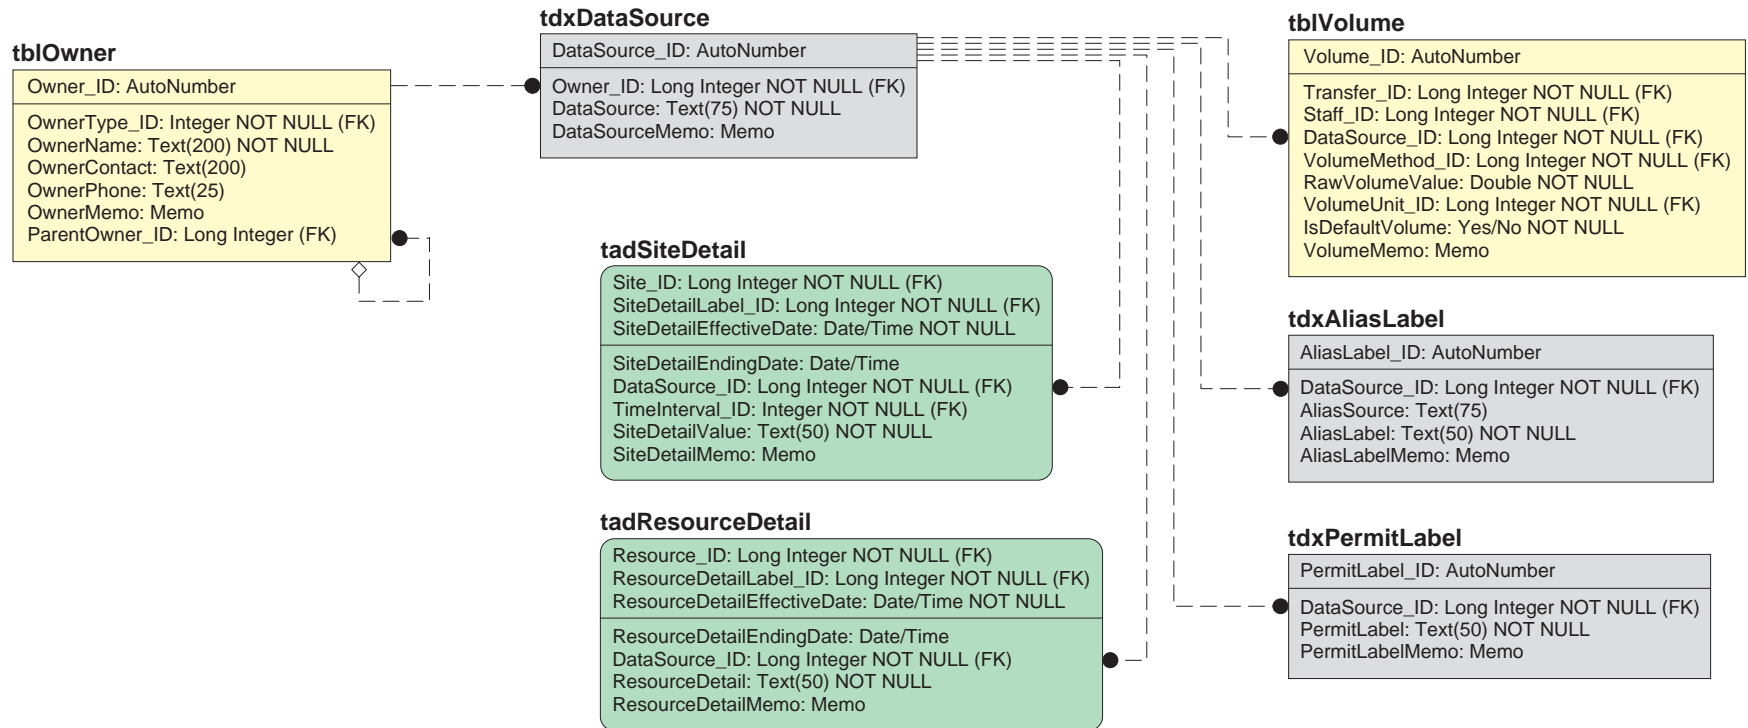 tblOwner
Owner_ID: AutoNumber
OwnerType_ID: Integer NOT NULL (FK)
OwnerName: Text(200) NOT NULL
OwnerContact: Text(200)
OwnerPhone: Text(25)
OwnerMemo: Memo
ParentOwner_ID: Long Integer (FK)
tdxDataSource
DataSource_ID: AutoNumber
Owner_ID: Long Integer NOT NULL (FK)
DataSource: Text(75) NOT NULL
DataSourceMemo: Memo
tadSiteDetail
Site_ID: Long Integer NOT NULL (FK)
SiteDetailLabel_ID: Long Integer NOT NULL (FK)
SiteDetailEffectiveDate: Date/Time NOT NULL
SiteDetailEndingDate: Date/Time
DataSource_ID: Long Integer NOT NULL (FK)
TimeInterval_ID: Integer NOT NULL (FK)
SiteDetailValue: Text(50) NOT NULL
SiteDetailMemo: Memo
tadResourceDetail
Resource_ID: Long Integer NOT NULL (FK)
ResourceDetailLabel_ID: Long Integer NOT NULL (FK)
ResourceDetailEffectiveDate: Date/Time NOT NULL
ResourceDetailEndingDate: Date/Time
DataSource_ID: Long Integer NOT NULL (FK)
ResourceDetail: Text(50) NOT NULL
ResourceDetailMemo: Memo
tblVolume
Volume_ID: AutoNumber
Transfer_ID: Long Integer NOT NULL (FK)
Staff_ID: Long Integer NOT NULL (FK)
DataSource_ID: Long Integer NOT NULL (FK)
VolumeMethod_ID: Long Integer NOT NULL (FK)
RawVolumeValue: Double NOT NULL
VolumeUnit_ID: Long Integer NOT NULL (FK)
IsDefaultVolume: Yes/No NOT NULL
VolumeMemo: Memo
tdxAliasLabel
AliasLabel_ID: AutoNumber
DataSource_ID: Long Integer NOT NULL (FK)
AliasSource: Text(75)
AliasLabel: Text(50) NOT NULL
AliasLabelMemo: Memo
tdxPermitLabel
PermitLabel_ID: AutoNumber
DataSource_ID: Long Integer NOT NULL (FK)
PermitLabel: Text(50) NOT NULL
PermitLabelMemo: Memo